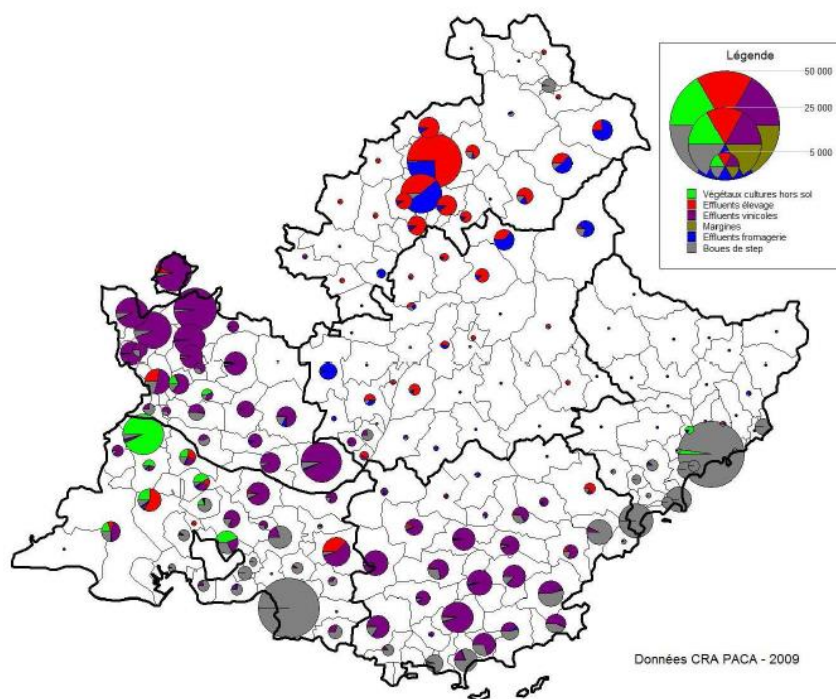 Légende
50 000
25 000
5 000
Végétaux cultures hors sol
Effluents élevage
Effluents vinicoles
Margines
Effluents fromagerie
Boues de step
Données CRA PACA - 2009